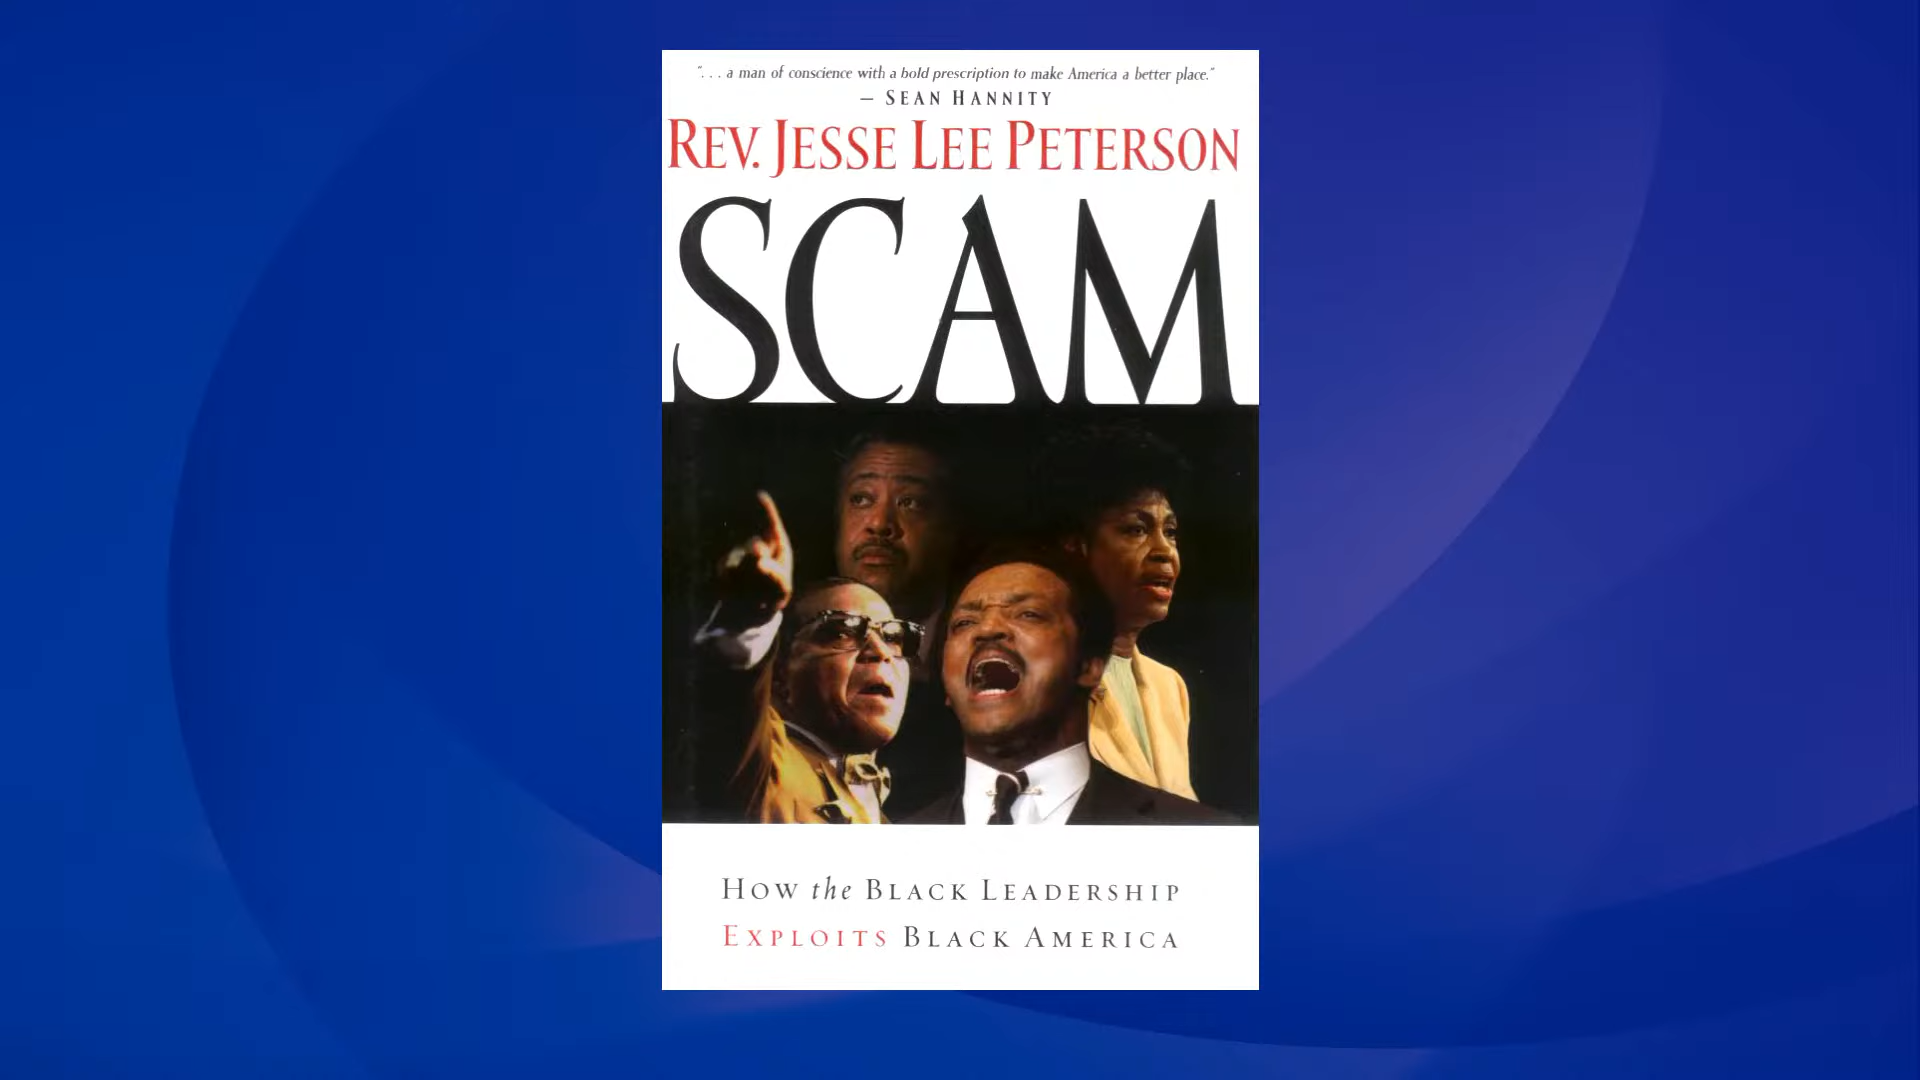 ". . . a man of conscience with a bold prescription to make America a better place."
– SEAN HANNITY
REV. JESSE LEE PETERSON
SCAM
HOW the BLACK LEADERSHIP
EXPLOITS BLACK AMERICA